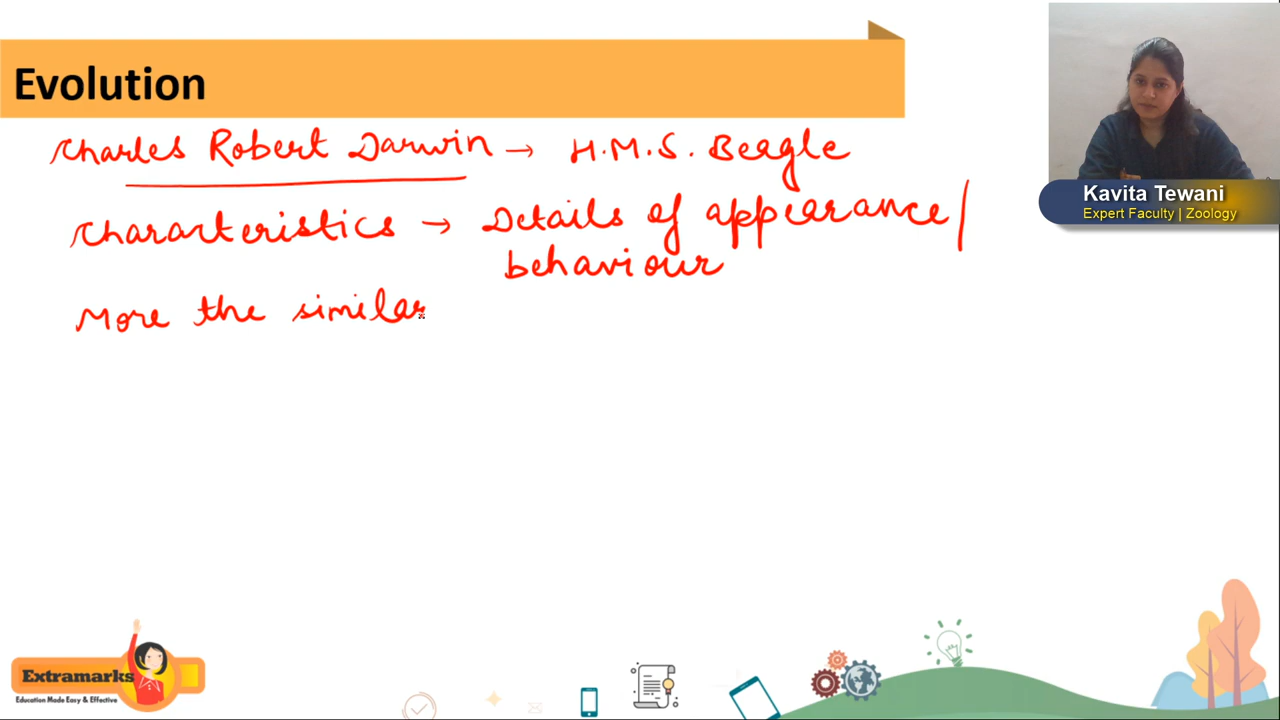 Evolution
Charles Robert Darwin → H.M.S. Beagle
Characteristics → Details of appearance/
behaviour
More the similar
Kavita Tewani
Expert Faculty | Zoology
Extramarks
Education Made Easy & Effective